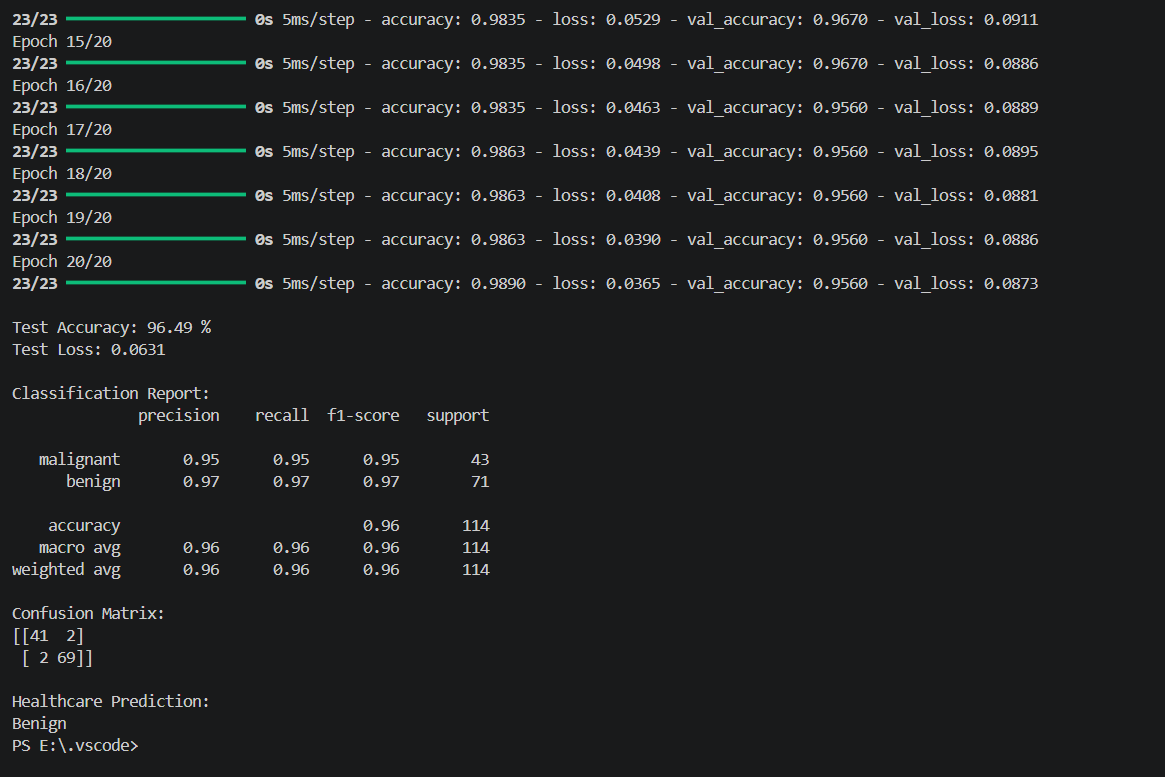 23/23 ━━━━━━━━━━━━━━━━━━━━ 0s 5ms/step - accuracy: 0.9835 - loss: 0.0529 - val_accuracy: 0.9670 - val_loss: 0.0911
Epoch 15/20
23/23 ━━━━━━━━━━━━━━━━━━━━ 0s 5ms/step - accuracy: 0.9835 - loss: 0.0498 - val_accuracy: 0.9670 - val_loss: 0.0886
Epoch 16/20
23/23 ━━━━━━━━━━━━━━━━━━━━ 0s 5ms/step - accuracy: 0.9835 - loss: 0.0463 - val_accuracy: 0.9560 - val_loss: 0.0889
Epoch 17/20
23/23 ━━━━━━━━━━━━━━━━━━━━ 0s 5ms/step - accuracy: 0.9863 - loss: 0.0439 - val_accuracy: 0.9560 - val_loss: 0.0895
Epoch 18/20
23/23 ━━━━━━━━━━━━━━━━━━━━ 0s 5ms/step - accuracy: 0.9863 - loss: 0.0408 - val_accuracy: 0.9560 - val_loss: 0.0881
Epoch 19/20
23/23 ━━━━━━━━━━━━━━━━━━━━ 0s 5ms/step - accuracy: 0.9863 - loss: 0.0390 - val_accuracy: 0.9560 - val_loss: 0.0886
Epoch 20/20
23/23 ━━━━━━━━━━━━━━━━━━━━ 0s 5ms/step - accuracy: 0.9890 - loss: 0.0365 - val_accuracy: 0.9560 - val_loss: 0.0873

Test Accuracy: 96.49 %
Test Loss: 0.0631

Classification Report:
              precision    recall  f1-score   support

   malignant       0.95      0.95      0.95        43
      benign       0.97      0.97      0.97        71

    accuracy                           0.96       114
   macro avg       0.96      0.96      0.96       114
weighted avg       0.96      0.96      0.96       114

Confusion Matrix:
[[41  2]
 [ 2 69]]

Healthcare Prediction:
Benign
PS E:\.vscode>